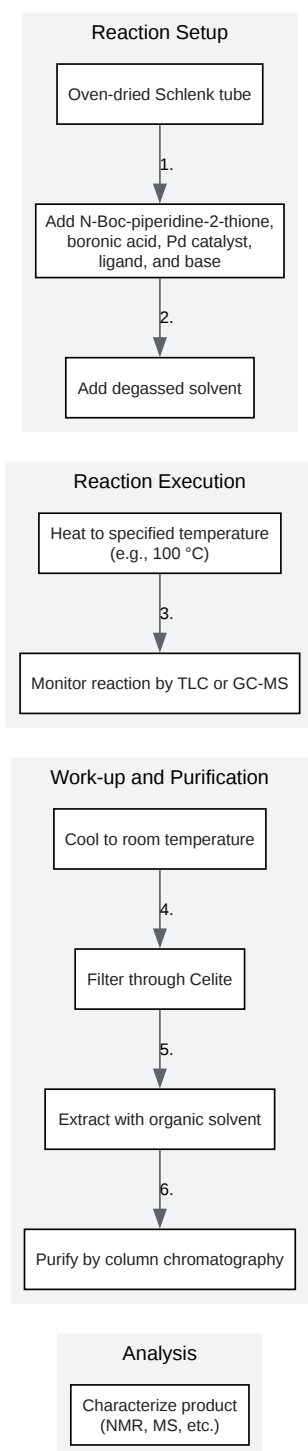 Reaction Setup
Oven-dried Schlenk tube
1.
Add N-Boc-piperidine-2-thione,
boronic acid, Pd catalyst,
ligand, and base
2.
Add degassed solvent
Reaction Execution
Heat to specified temperature
(e.g., 100 °C)
3.
Monitor reaction by TLC or GC-MS
Work-up and Purification
Cool to room temperature
4.
Filter through Celite
5.
Extract with organic solvent
6.
Purify by column chromatography
Analysis
Characterize product
(NMR, MS, etc.)